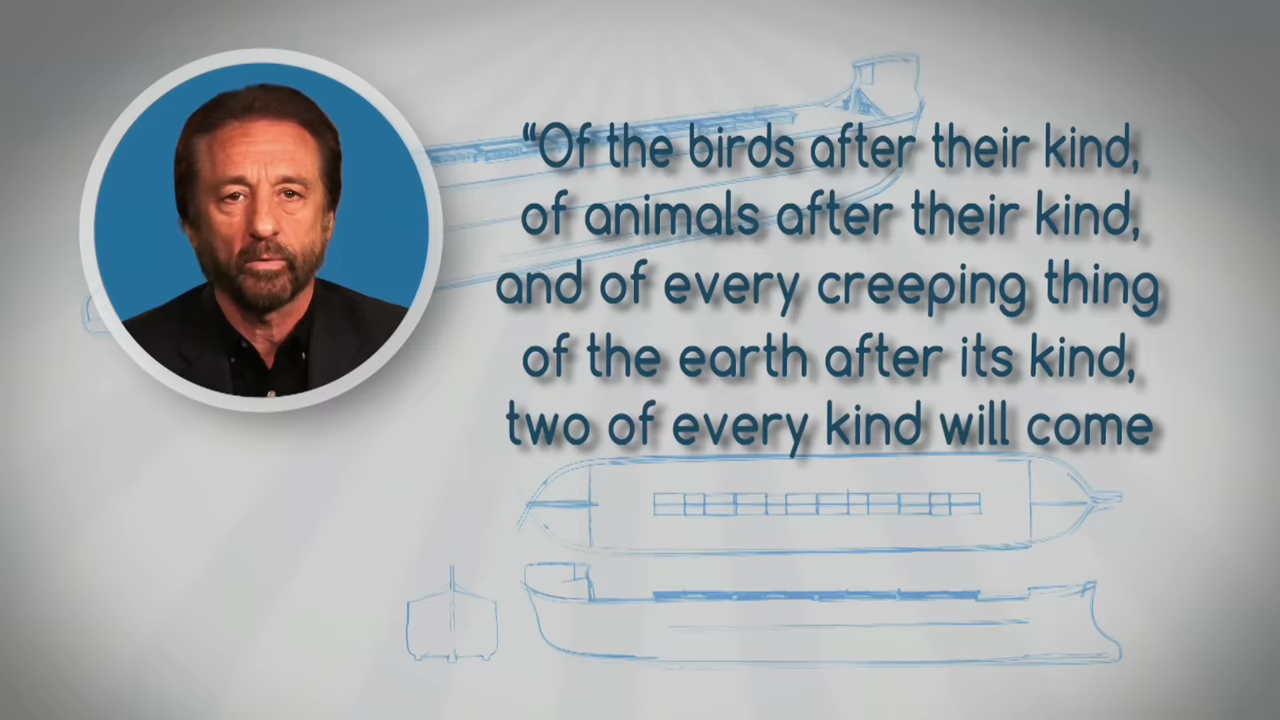 “Of the birds after their kind,
of animals after their kind,
and of every creeping thing
of the earth after its kind,
two of every kind will come